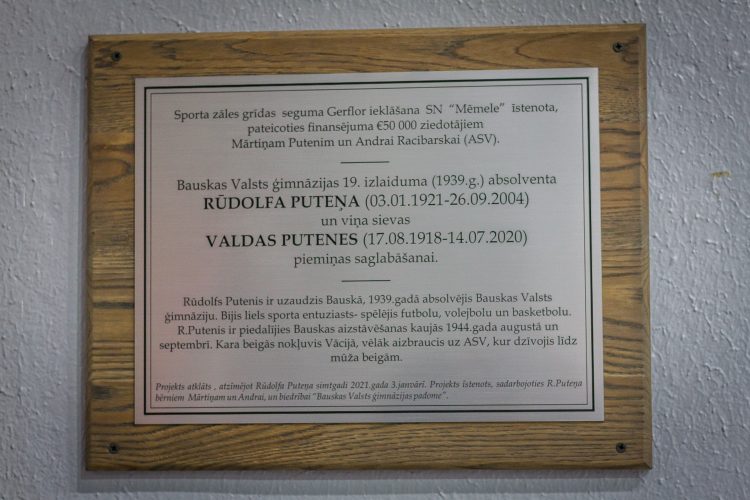 Sporta zāles grīdas seguma Gerflor ieklāšana SN "Mēmele" īstenota,
pateicoties finansējuma €50 000 ziedotājiem
Mārtiņam Putenim un Andrai Racibarskai (ASV).
Bauskas Valsts ģimnāzijas 19. izlaiduma (1939.g.) absolventa
RŪDOLFA PUTEŅA (03.01.1921-26.09.2004)
un viņa sievas
VALDAS PUTENES (17.08.1918-14.07.2020)
piemiņas saglabāšanai.
Rūdolfs Putenis ir uzaudzis Bauskā, 1939.gadā absolvējis Bauskas Valsts
ģimnāziju. Bijis liels sporta entuziasts- spēlējis futbolu, volejbolu un basketbolu.
R.Putenis ir piedalījies Bauskas aizstāvēšanas kaujās 1944.gada augustā un
septembrī. Kara beigās nokļuvis Vācijā, vēlāk aizbraucis uz ASV, kur dzīvojis līdz
mūža beigām.
Projekts atklāts , atzīmējot Rūdolfa Puteņa simtgadi 2021.gada 3.janvārī. Projekts īstenots, sadarbojoties R.Puteņa
bērniem Mārtiņam un Andrai, un biedrībai "Bauskas Valsts ģimnāzijas padome".